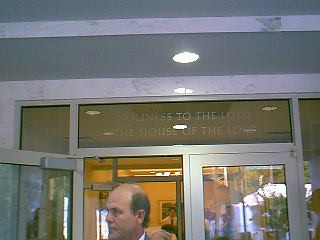 HOLINESS TO THE LORD
THE HOUSE OF THE LORD